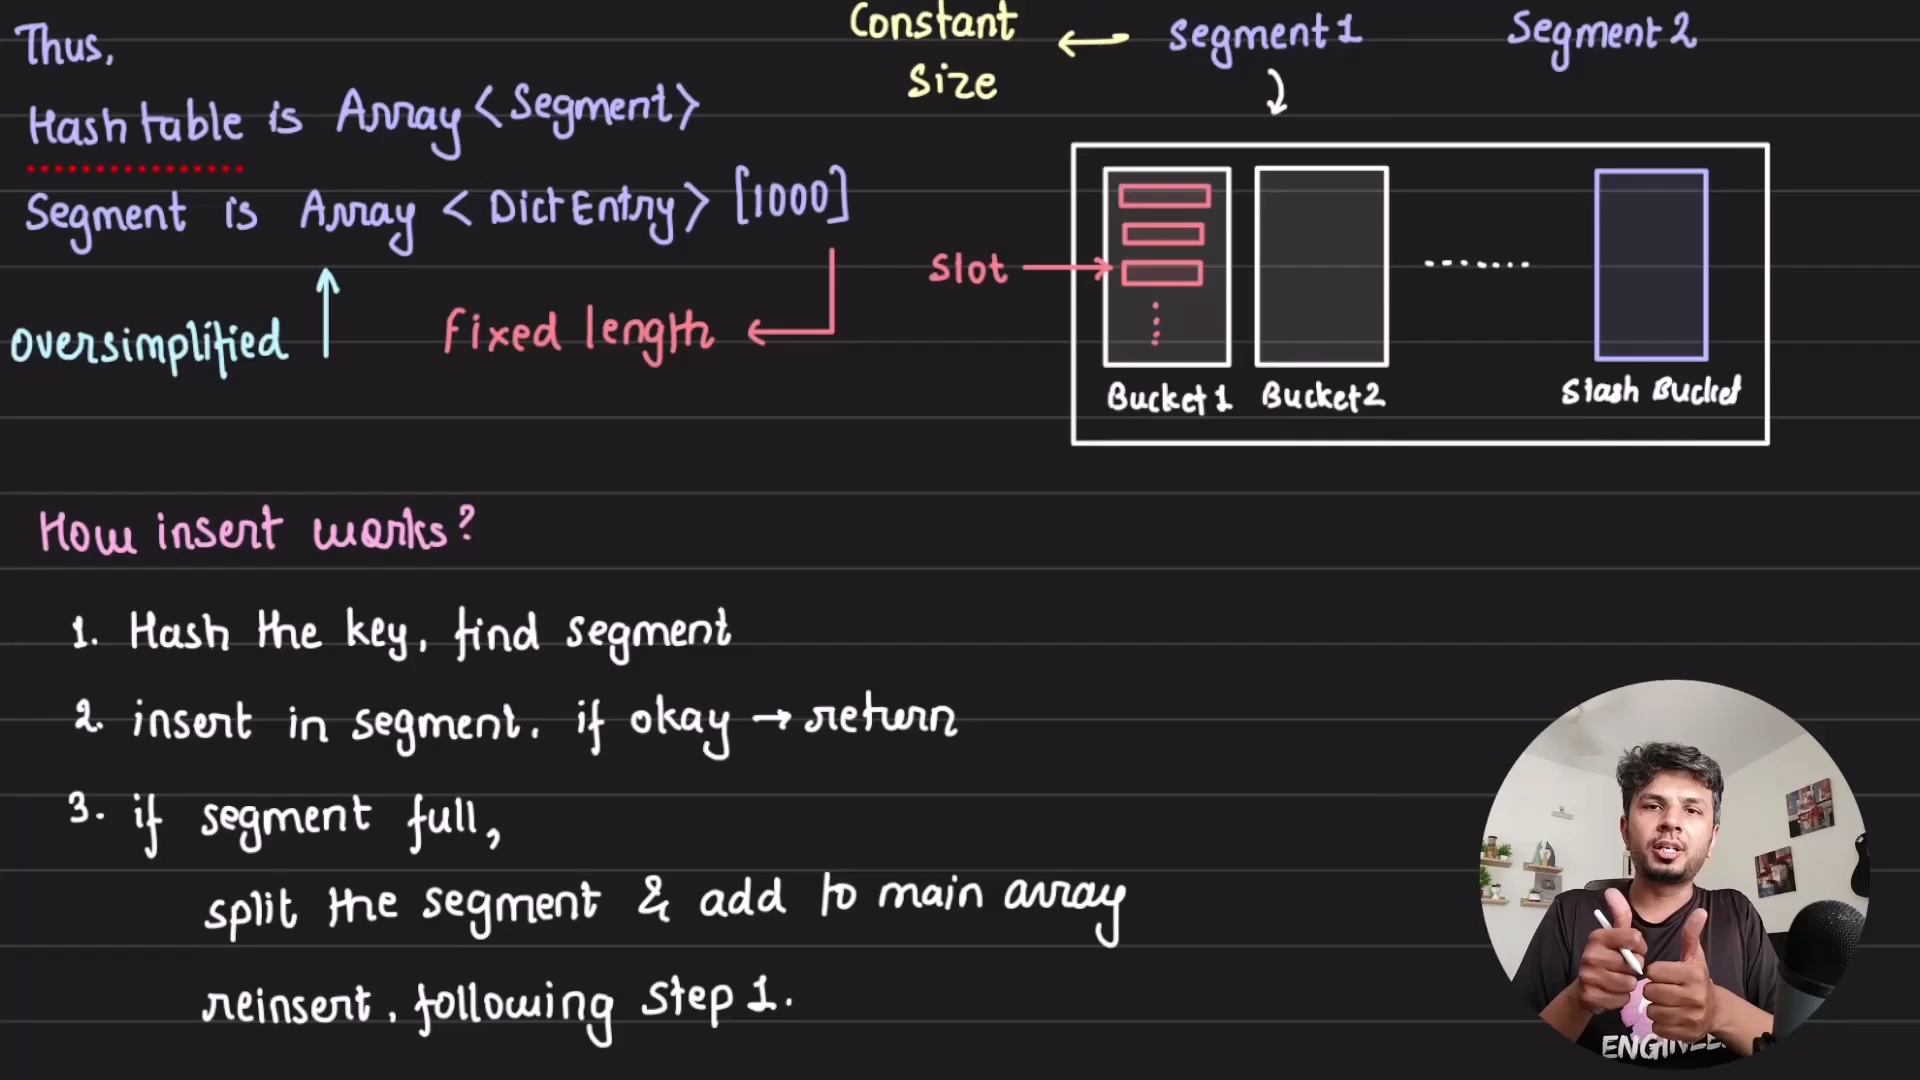 Thus,
Hash table is Array <Segment>
Segment is Array < DictEntry> [1000]
oversimplified
fixed length
Constant
Size
Segment 1
Segment 2
Slot
Bucket 1
Bucket 2
Stash Bucket
How insert works?
1. Hash the key, find segment
2. insert in segment. if okay → return
3. if segment full,
split the segment & add to main array
reinsert, following Step 1.